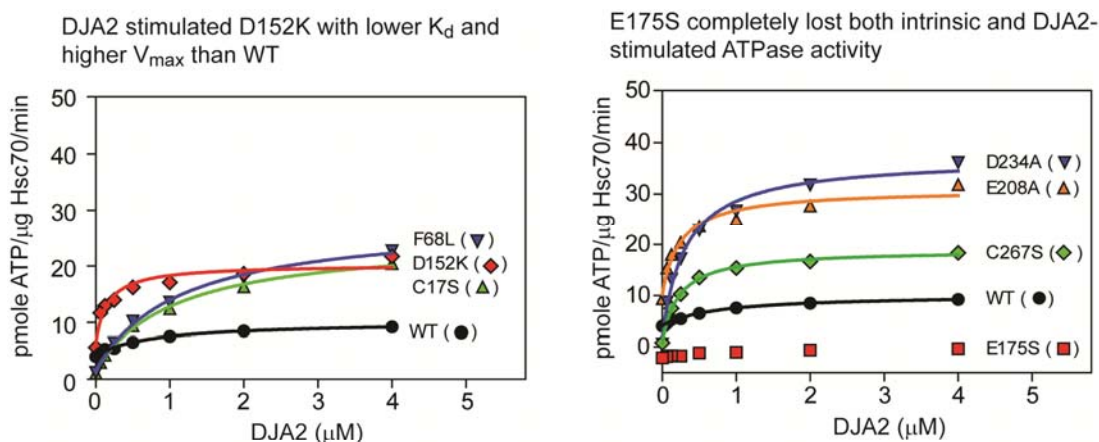 DJA2 stimulated D152K with lower Kd and
higher Vmax than WT
50
40
30
20
10
0
pmole ATP/µg Hsc70/min
F68L (▼)
D152K (◆)
C17S (▲)
WT (●)
0
1
2
3
4
5
DJA2 (µM)
E175S completely lost both intrinsic and DJA2-
stimulated ATPase activity
50
40
30
20
10
0
pmole ATP/µg Hsc70/min
D234A (▼)
E208A (▲)
C267S (◆)
WT (●)
E175S (■)
0
1
2
3
4
5
DJA2 (µM)